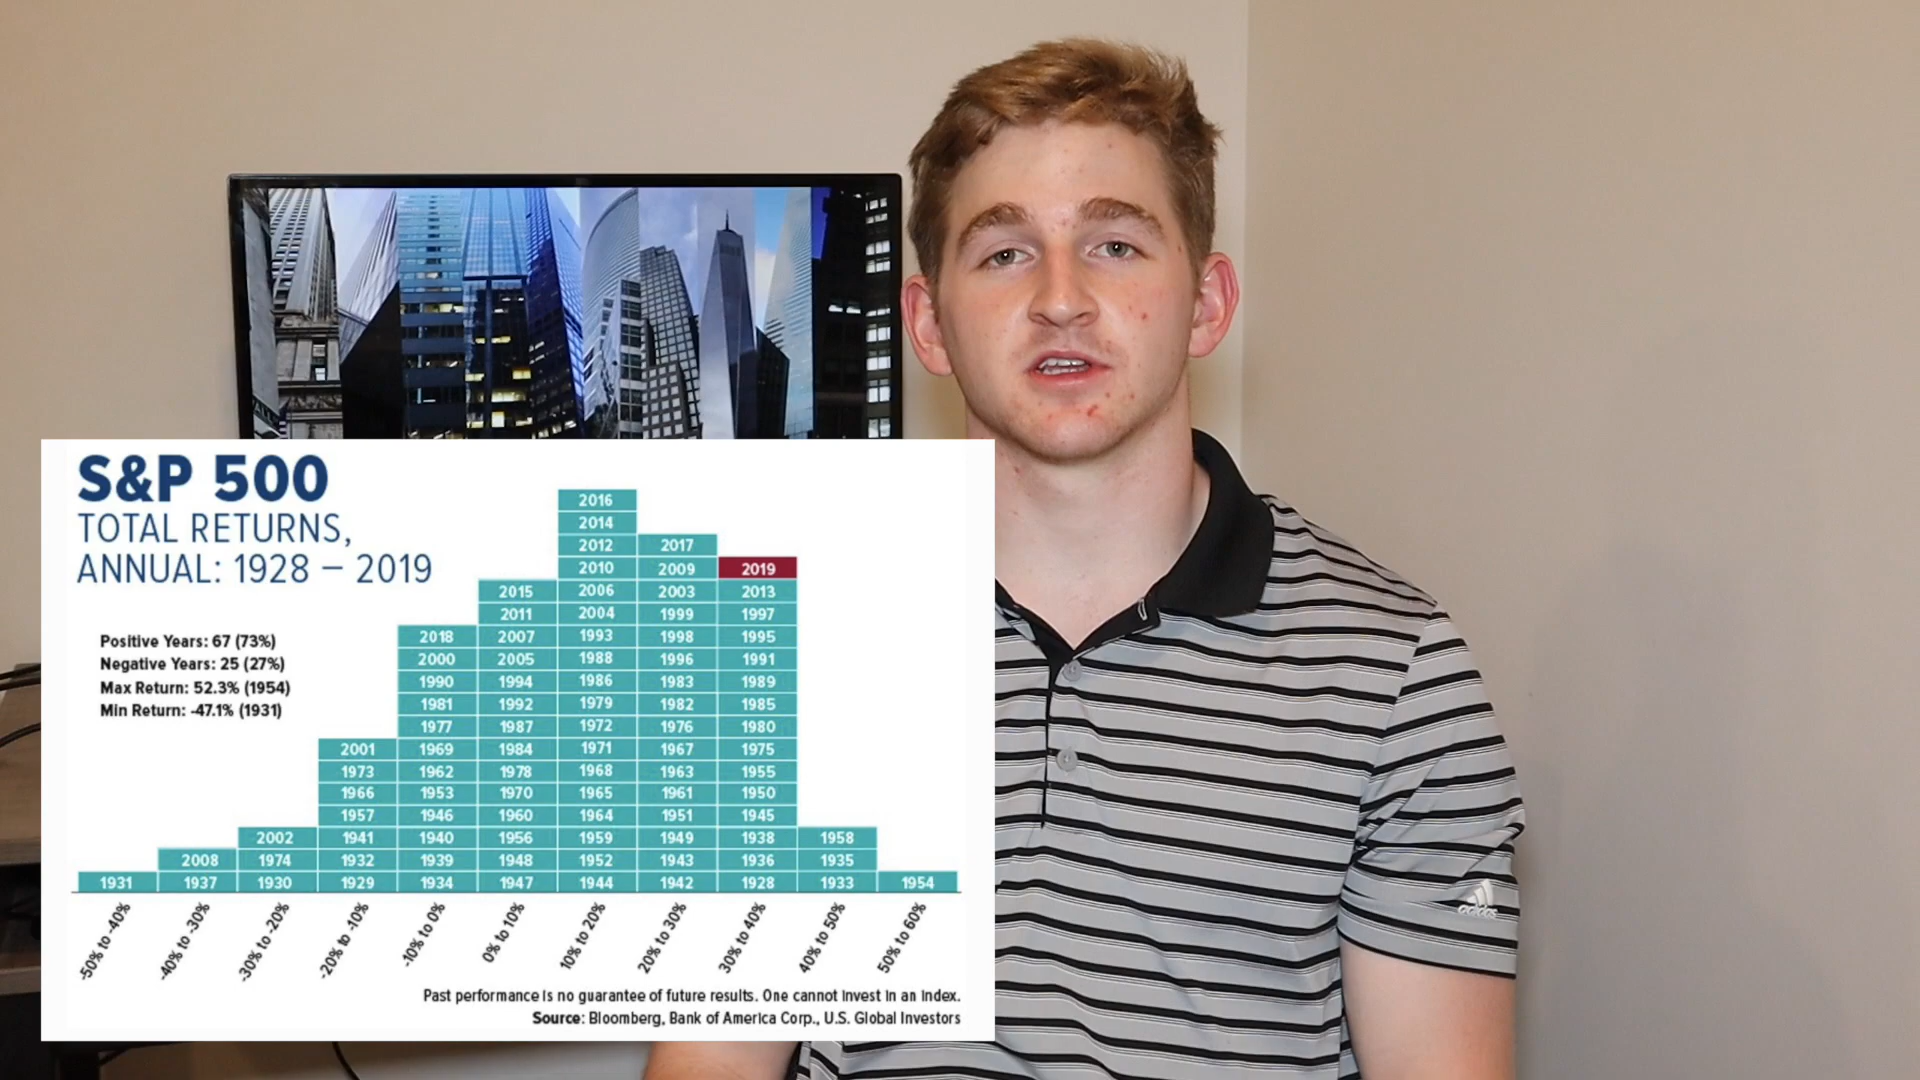 S&P 500
TOTAL RETURNS,
ANNUAL: 1928 – 2019
Positive Years: 67 (73%)
Negative Years: 25 (27%)
Max Return: 52.3% (1954)
Min Return: -47.1% (1931)
2016
2014
2012 2017
2010 2009 2019
2015 2006 2003 2013
2011 2004 1999 1997
2018 2007 1993 1998 1995
2000 2005 1988 1996 1991
1990 1994 1986 1983 1989
1981 1992 1979 1982 1985
1977 1987 1972 1976 1980
2001 1969 1984 1971 1967 1975
1973 1962 1978 1968 1963 1955
1966 1953 1970 1965 1961 1950
1957 1946 1960 1964 1951 1945
2002 1941 1940 1956 1959 1949 1938 1958
2008 1974 1932 1939 1948 1952 1943 1936 1935
1931 1937 1930 1929 1934 1947 1944 1942 1928 1933 1954
-50% to -40% -40% to -30% -30% to -20% -20% to -10% -10% to 0% 0% to 10% 10% to 20% 20% to 30% 30% to 40% 40% to 50% 50% to 60%
Past performance is no guarantee of future results. One cannot invest in an index.
Source: Bloomberg, Bank of America Corp., U.S. Global Investors
adidas